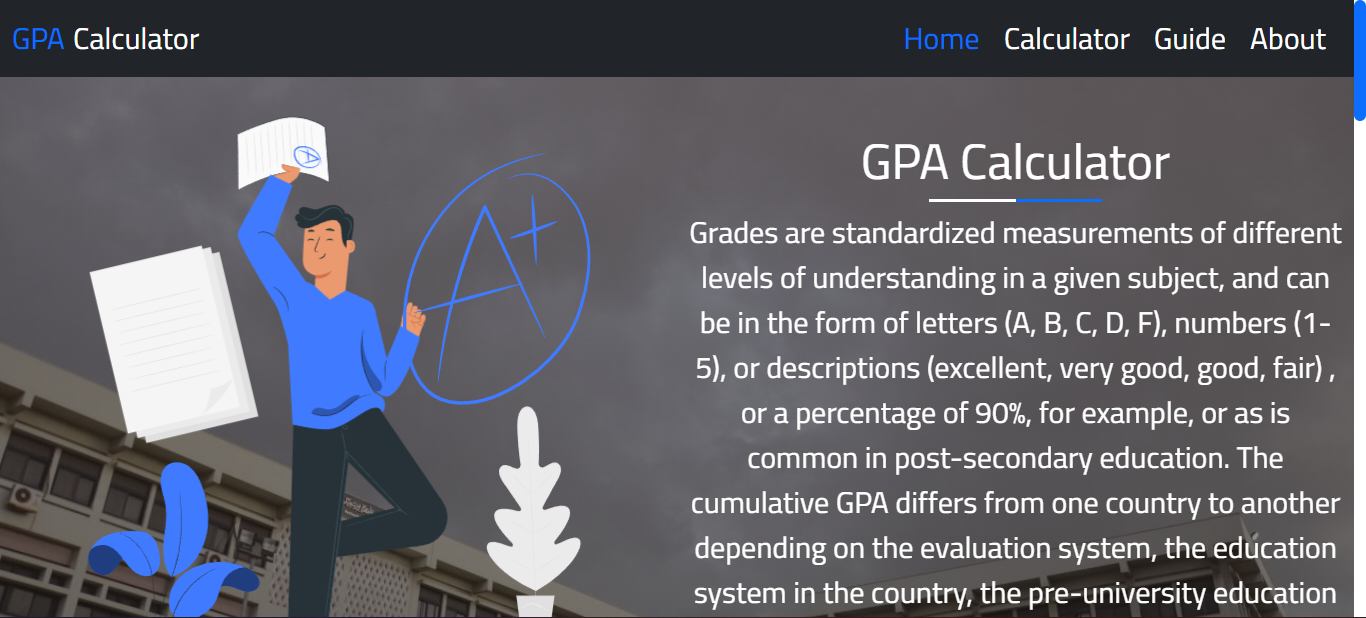 GPA Calculator
Home Calculator Guide About
A
A+
GPA Calculator
Grades are standardized measurements of different
levels of understanding in a given subject, and can
be in the form of letters (A, B, C, D, F), numbers (1-
5), or descriptions (excellent, very good, good, fair) ,
or a percentage of 90%, for example, or as is
common in post-secondary education. The
cumulative GPA differs from one country to another
depending on the evaluation system, the education
system in the country, the pre-university education